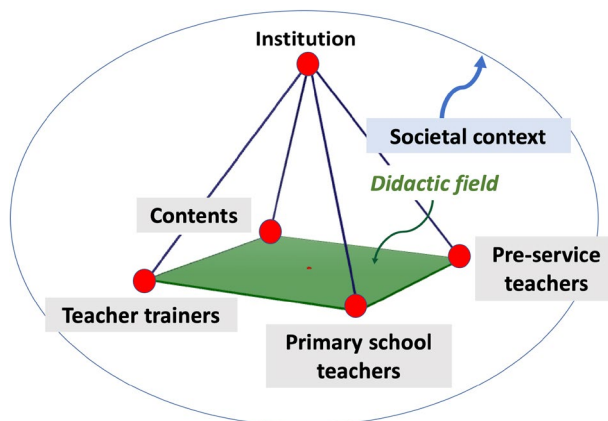 Institution
Societal context
Didactic field
Contents
Pre-service
teachers
Teacher trainers
Primary school
teachers